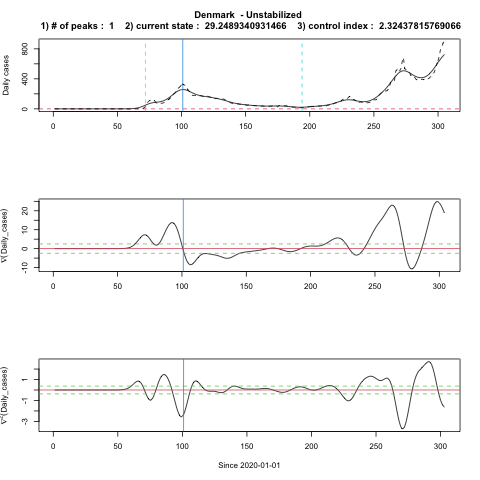 Denmark - Unstabilized
1) # of peaks : 1 2) current state : 29.2489340931466 3) control index : 2.32437815769066
Daily cases
800
400
0
0 50 100 150 200 250 300
∇(Daily_cases)
20
10
0
-10
0 50 100 150 200 250 300
∇²(Daily_cases)
1
-1
-3
0 50 100 150 200 250 300
Since 2020-01-01